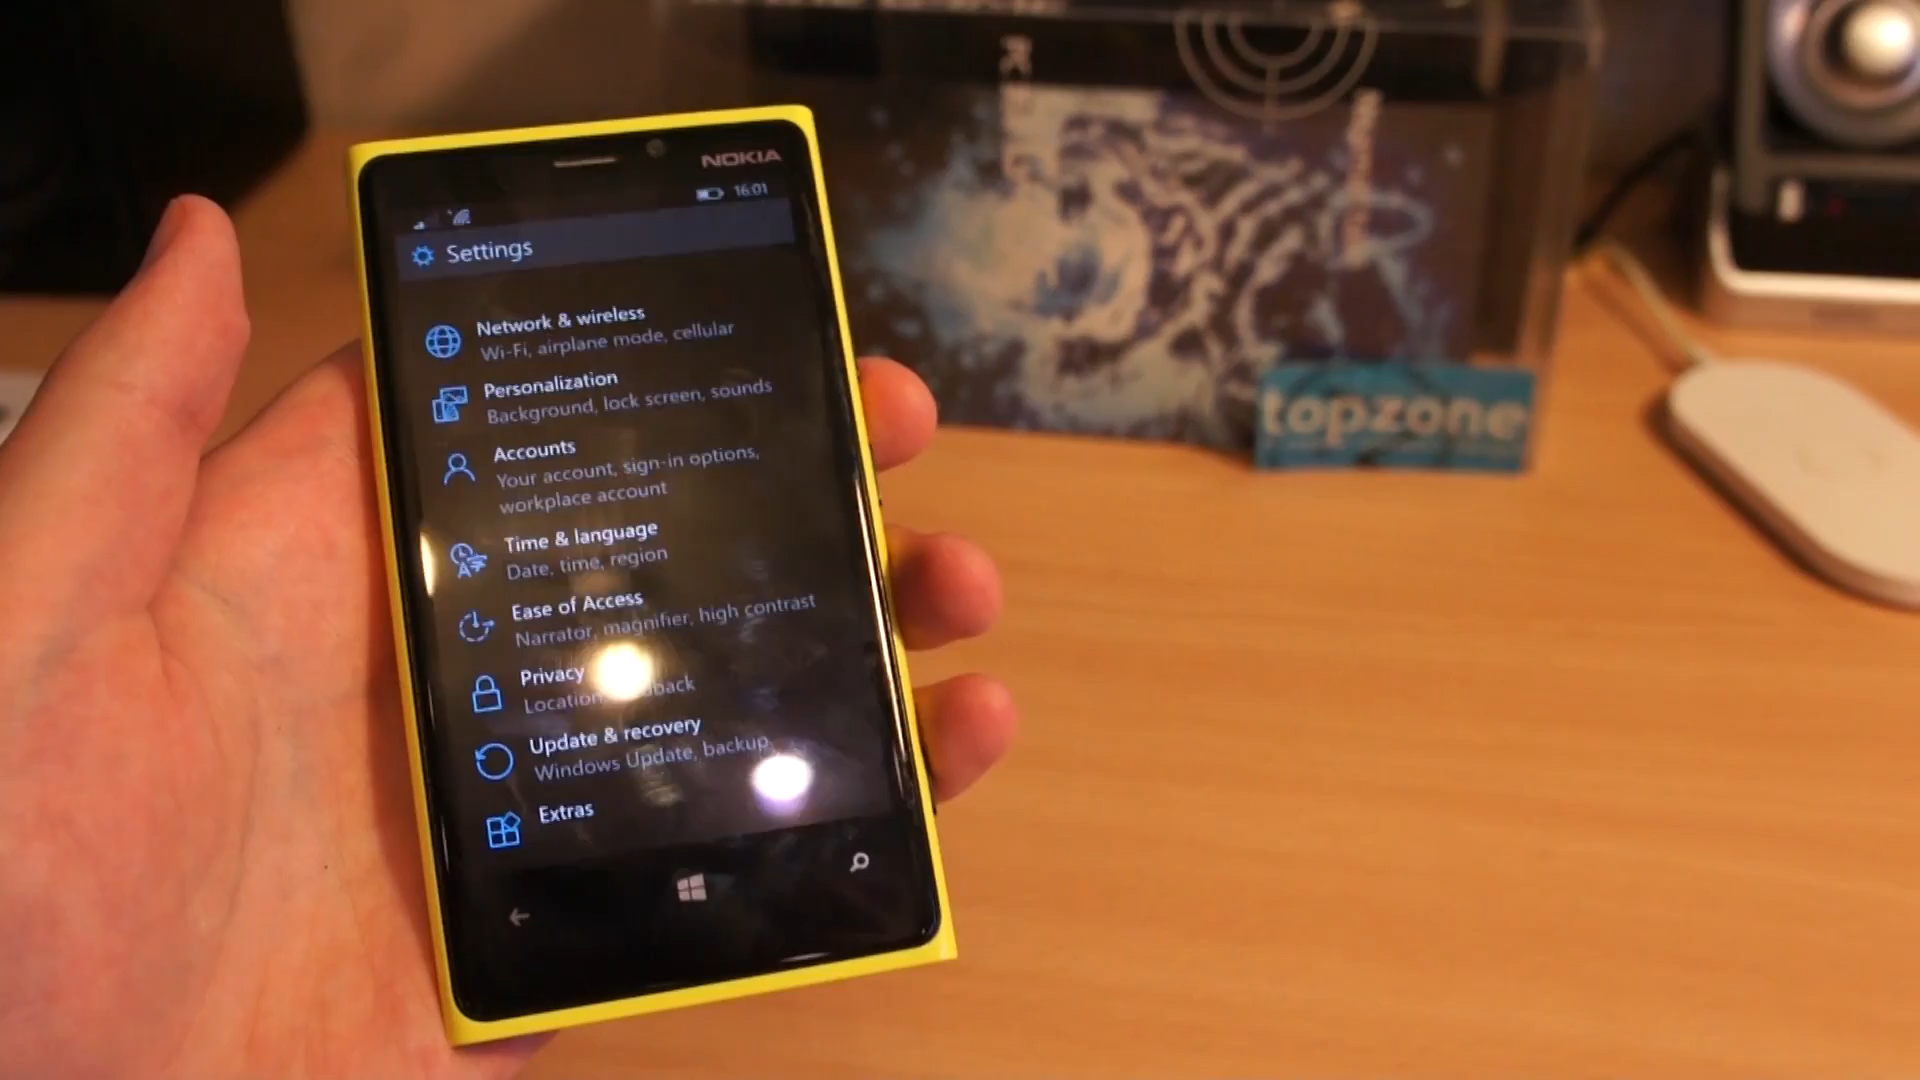 NOKIA
16:01
Settings
Network & wireless
Wi-Fi, airplane mode, cellular
Personalization
Background, lock screen, sounds
Accounts
Your account, sign-in options,
workplace account
Time & language
Date, time, region
Ease of Access
Narrator, magnifier, high contrast
Privacy
Location
Update & recovery
Windows Update, backup
Extras
topzone